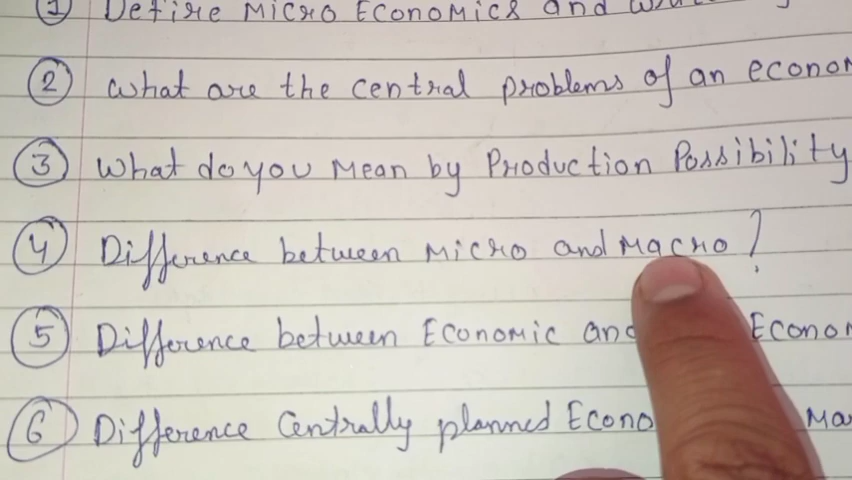 1 Define Micro Economics and
2 What are the central problems of an econo
3 What do you Mean by Production Possibility
4 Difference between Micro and Macro?
5 Difference between Economic and Econo
6 Difference Centrally planned Econo Ma